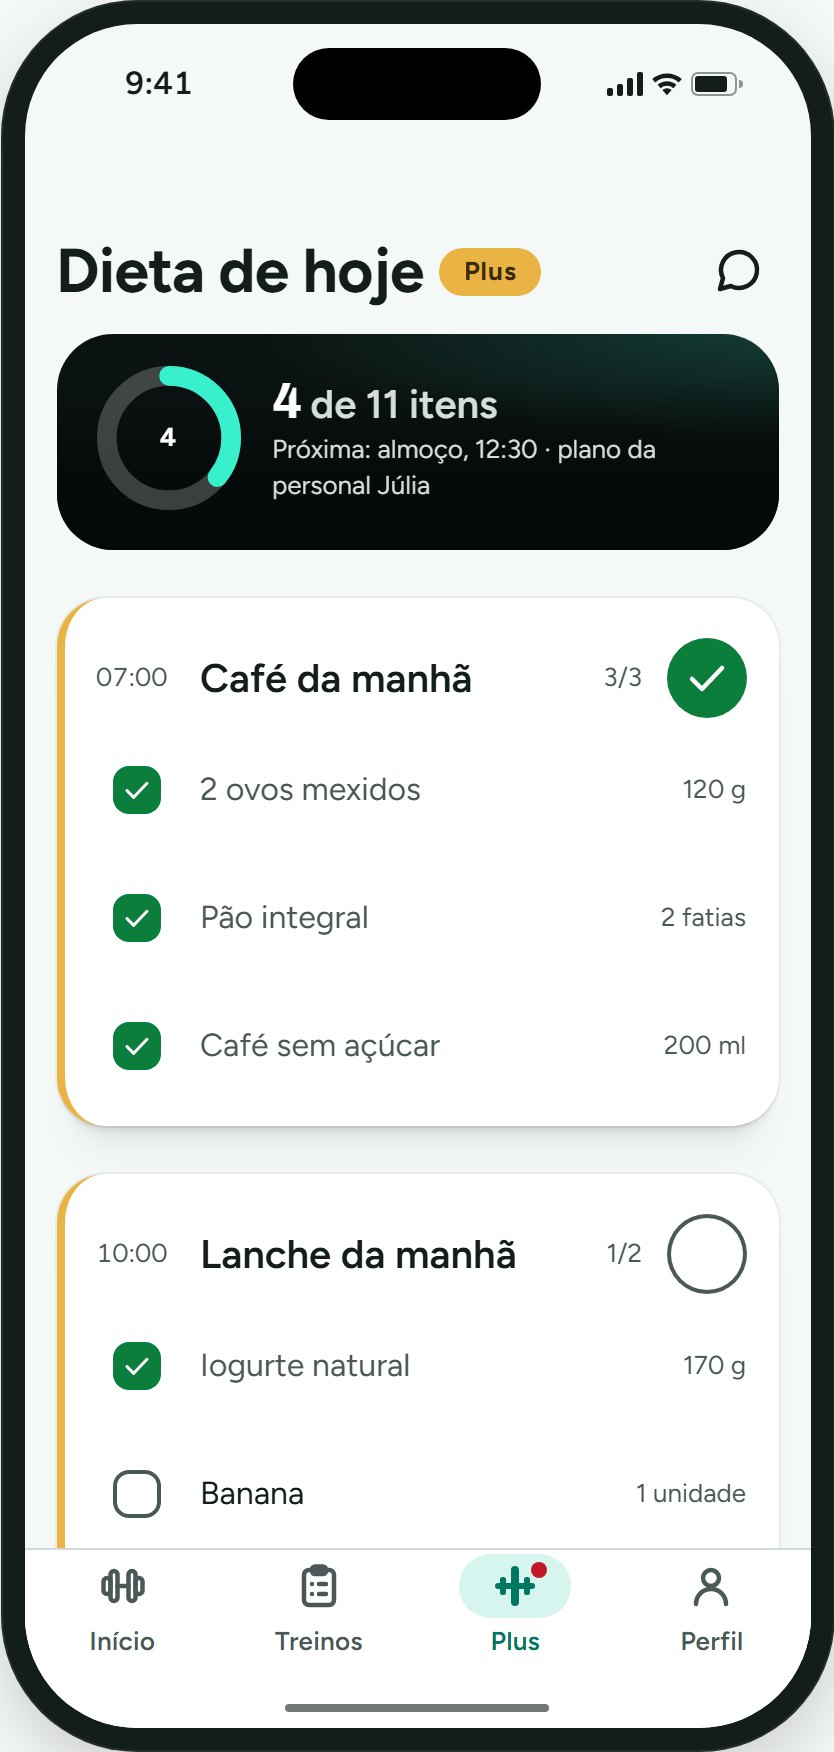 9:41
Dieta de hoje Plus
4
4 de 11 itens
Próxima: almoço, 12:30 · plano da
personal Júlia
07:00 Café da manhã 3/3
2 ovos mexidos 120 g
Pão integral 2 fatias
Café sem açúcar 200 ml
10:00 Lanche da manhã 1/2
Iogurte natural 170 g
Banana 1 unidade
Início Treinos Plus Perfil